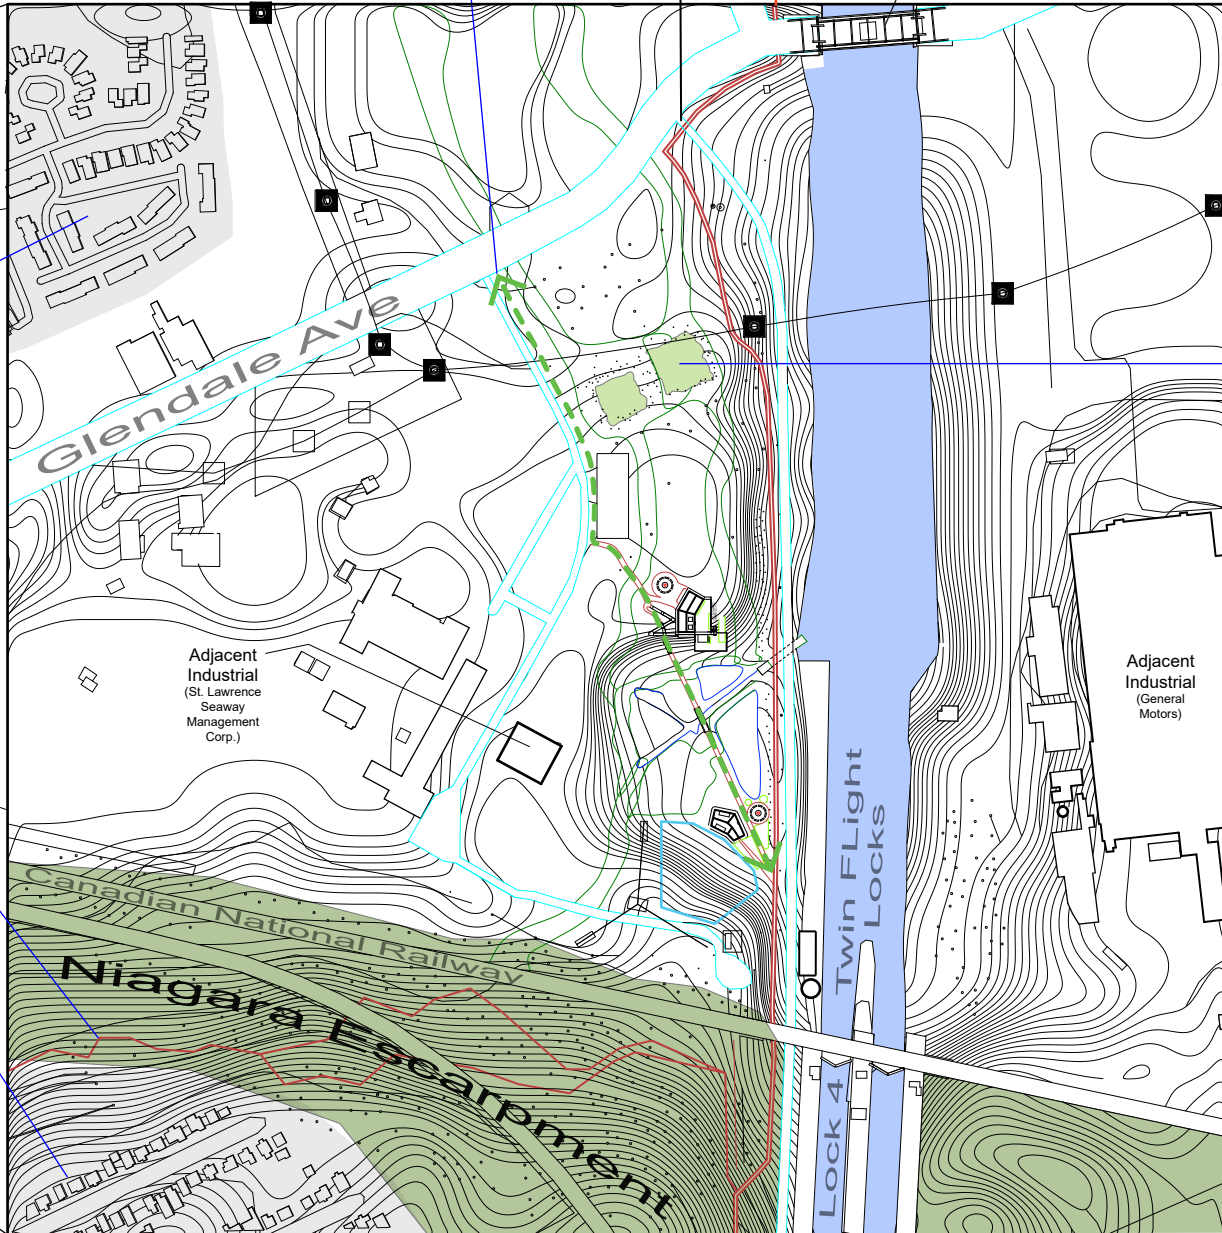 Glendale Ave
Adjacent
Industrial
(St. Lawrence
Seaway
Management
Corp.)
Adjacent
Industrial
(General
Motors)
Twin FLight
Locks
Canadian National Railway
Niagara Escarpment
Lock 4